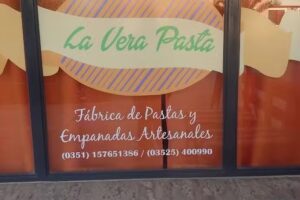 La Vera Pasta
Fábrica de Pastas y
Empanadas Artesanales
(0351) 157651386 / (03525) 400990